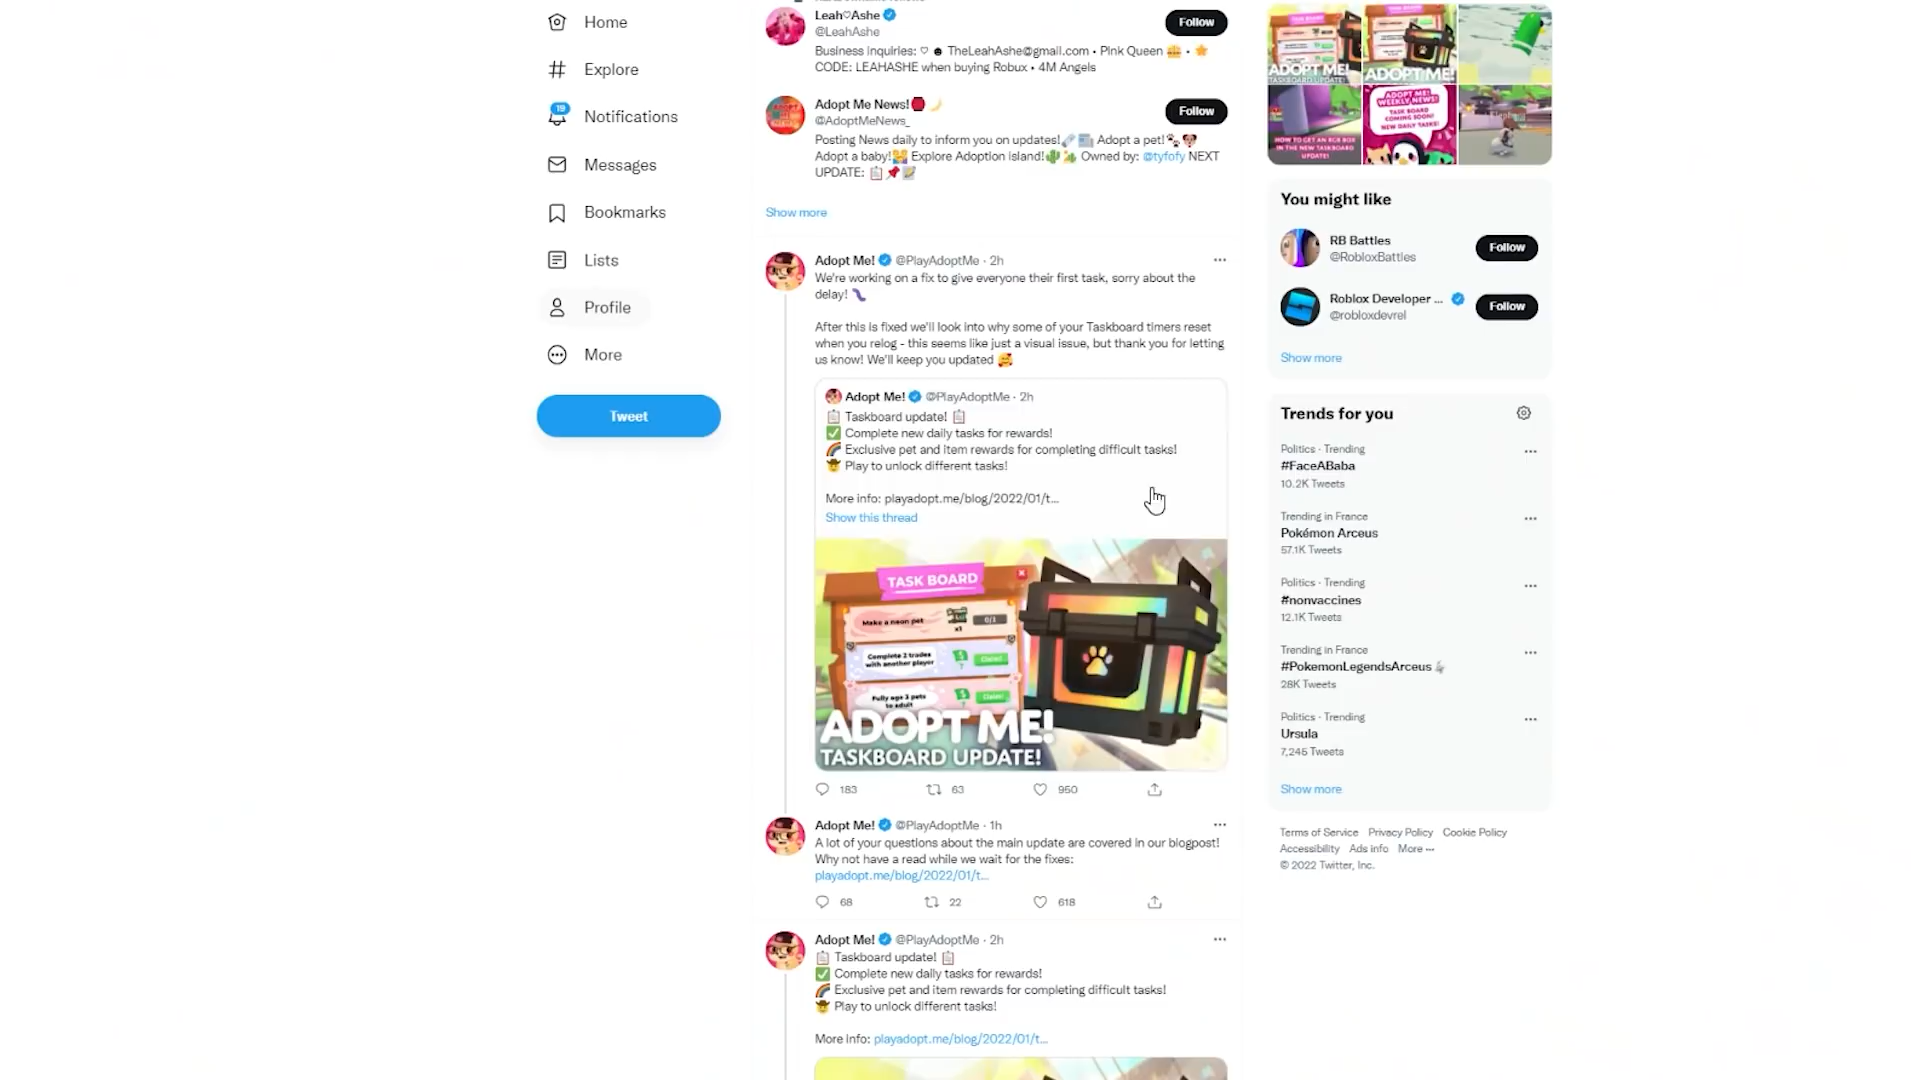 Home
Explore
19
Notifications
Messages
Bookmarks
Lists
Profile
More
Tweet
Leah♡Ashe
@LeahAshe
Follow
Business inquiries: ♡ ☻ TheLeahAshe@gmail.com • Pink Queen 👑 • ⭐
CODE: LEAHASHE when buying Robux • 4M Angels
Adopt Me News!🏮🌙
@AdoptMeNews_
Follow
Posting News daily to inform you on updates!🗞️📰 Adopt a pet!🐾🐶
Adopt a baby!👶 Explore Adoption island!🌵🏝️ Owned by: @tyfofy NEXT
UPDATE: 📋📌📝
Show more
Adopt Me! @PlayAdoptMe · 2h
We're working on a fix to give everyone their first task, sorry about the
delay! 🪱
After this is fixed we'll look into why some of your Taskboard timers reset
when you relog - this seems like just a visual issue, but thank you for letting
us know! We'll keep you updated 🥰
Adopt Me! @PlayAdoptMe · 2h
📋 Taskboard update! 📋
✅ Complete new daily tasks for rewards!
🌈 Exclusive pet and item rewards for completing difficult tasks!
🤠 Play to unlock different tasks!
More info: playadopt.me/blog/2022/01/t...
Show this thread
TASK BOARD
Make a neon pet
x1
0/1
Complete 2 trades
with another player
Claim!
Fully age 3 pets
to adult
Claim!
ADOPT ME!
TASKBOARD UPDATE!
183
63
950
Adopt Me! @PlayAdoptMe · 1h
A lot of your questions about the main update are covered in our blogpost!
Why not have a read while we wait for the fixes:
playadopt.me/blog/2022/01/t...
68
22
618
Adopt Me! @PlayAdoptMe · 2h
📋 Taskboard update! 📋
✅ Complete new daily tasks for rewards!
🌈 Exclusive pet and item rewards for completing difficult tasks!
🤠 Play to unlock different tasks!
More info: playadopt.me/blog/2022/01/t...
ADOPT ME!
TASKBOARD UPDATE!
ADOPT ME!
HOW TO GET AN RGB BOX
IN THE NEW TASKBOARD
UPDATE!
ADOPT ME!
WEEKLY NEWS!
TASK BOARD
COMING SOON!
NEW DAILY TASKS!
You might like
RB Battles
@RobloxBattles
Follow
Roblox Developer ...
@robloxdevrel
Follow
Show more
Trends for you
Politics · Trending
#FaceABaba
10.2K Tweets
Trending in France
Pokémon Arceus
57.1K Tweets
Politics · Trending
#nonvaccines
12.1K Tweets
Trending in France
#PokemonLegendsArceus
28K Tweets
Politics · Trending
Ursula
7,245 Tweets
Show more
Terms of Service Privacy Policy Cookie Policy
Accessibility Ads info More ···
© 2022 Twitter, Inc.